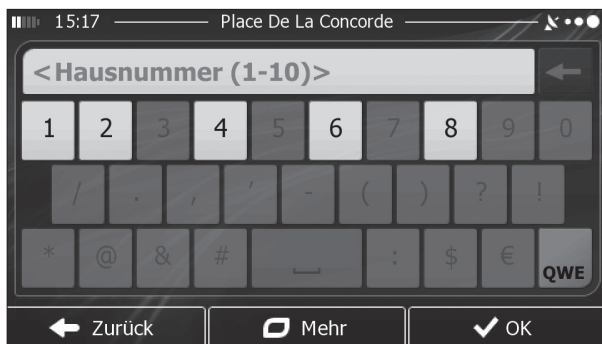 15:17 Place De La Concorde
<Hausnummer (1-10)>
1 2 3 4 5 6 7 8 9 0
/ . , ' - ( ) ? !
* @ & # : $ € QWE
Zurück Mehr OK